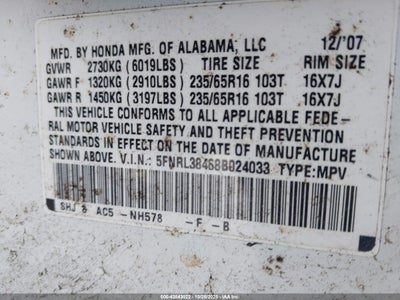 MFD. BY HONDA MFG. OF ALABAMA, LLC 12/'07
GVWR 2730KG (6019LBS) TIRE SIZE RIM SIZE
GAWR F 1320KG (2910LBS) 235/65R16 103T 16X7J
GAWR R 1450KG (3197LBS) 235/65R16 103T 16X7J
THIS VEHICLE CONFORMS TO ALL APPLICABLE FEDE-
RAL MOTOR VEHICLE SAFETY AND THEFT PREVENTION
STANDARDS IN EFFECT ON THE DATE OF MANUFACTURE
SHOWN ABOVE. V.I.N.: 5FNRL38468B024033 TYPE:MPV
SHJ AC5 -NH578 -F -B